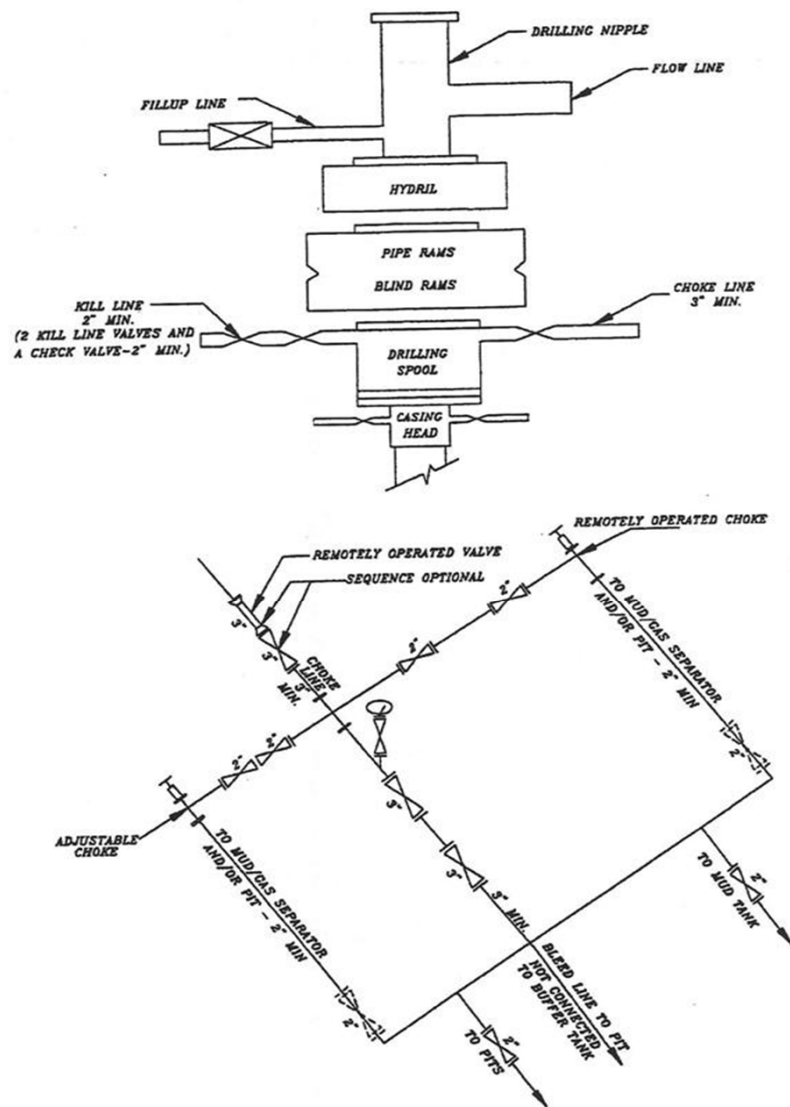 DRILLING NIPPLE
FLOW LINE
FILLUP LINE
HYDRIL
PIPE RAMS
BLIND RAMS
KILL LINE
2" MIN.
(2 KILL LINE VALVES AND
A CHECK VALVE-2" MIN.)
CHOKE LINE
3" MIN.
DRILLING
SPOOL
CASING
HEAD
REMOTELY OPERATED CHOKE
REMOTELY OPERATED VALVE
SEQUENCE OPTIONAL
3"
3"
CHOKE
LINE
3"
MIN.
2"
2"
2"
2"
TO MUD/GAS SEPARATOR
AND/OR PIT - 2" MIN
2"
3"
3"
3" MIN.
ADJUSTABLE
CHOKE
TO MUD/GAS SEPARATOR
AND/OR PIT - 2" MIN
2"
TO MUD TANK
2"
BLEED LINE TO PIT
NOT CONNECTED
TO BUFFER TANK
TO PITS
2"